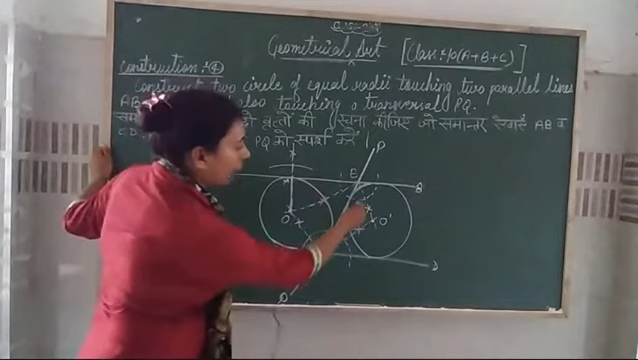 Geometrical Art [Class:-10(A+B+C)]
Construction:-④
Construct two circle of equal radii touching two parallel lines
AB also touching a transversal PQ.
वृत्तों की रचना कीजिए जो समान्तर रेखाओं AB व
CD PQ को स्पर्श करें।
P
E
B
O O'
Q